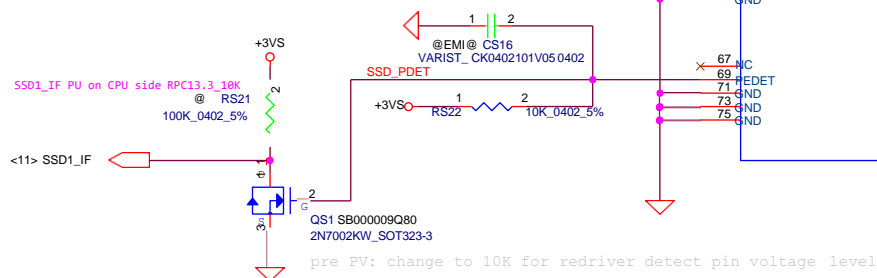 GND
1 2
+3VS
@EMI@ CS16
VARIST_ CK0402101V05 0402
67 NC
SSD_PDET
69 PEDET
SSD1_IF PU on CPU side RPC13.3_10K
2
71 GND
@ RS21
+3VS 1 2
73 GND
100K_0402_5%
RS22 10K_0402_5%
75 GND
<11> SSD1_IF
1
2
G
S
3
QS1 SB000009Q80
2N7002KW_SOT323-3
pre PV: change to 10K for redriver detect pin voltage level